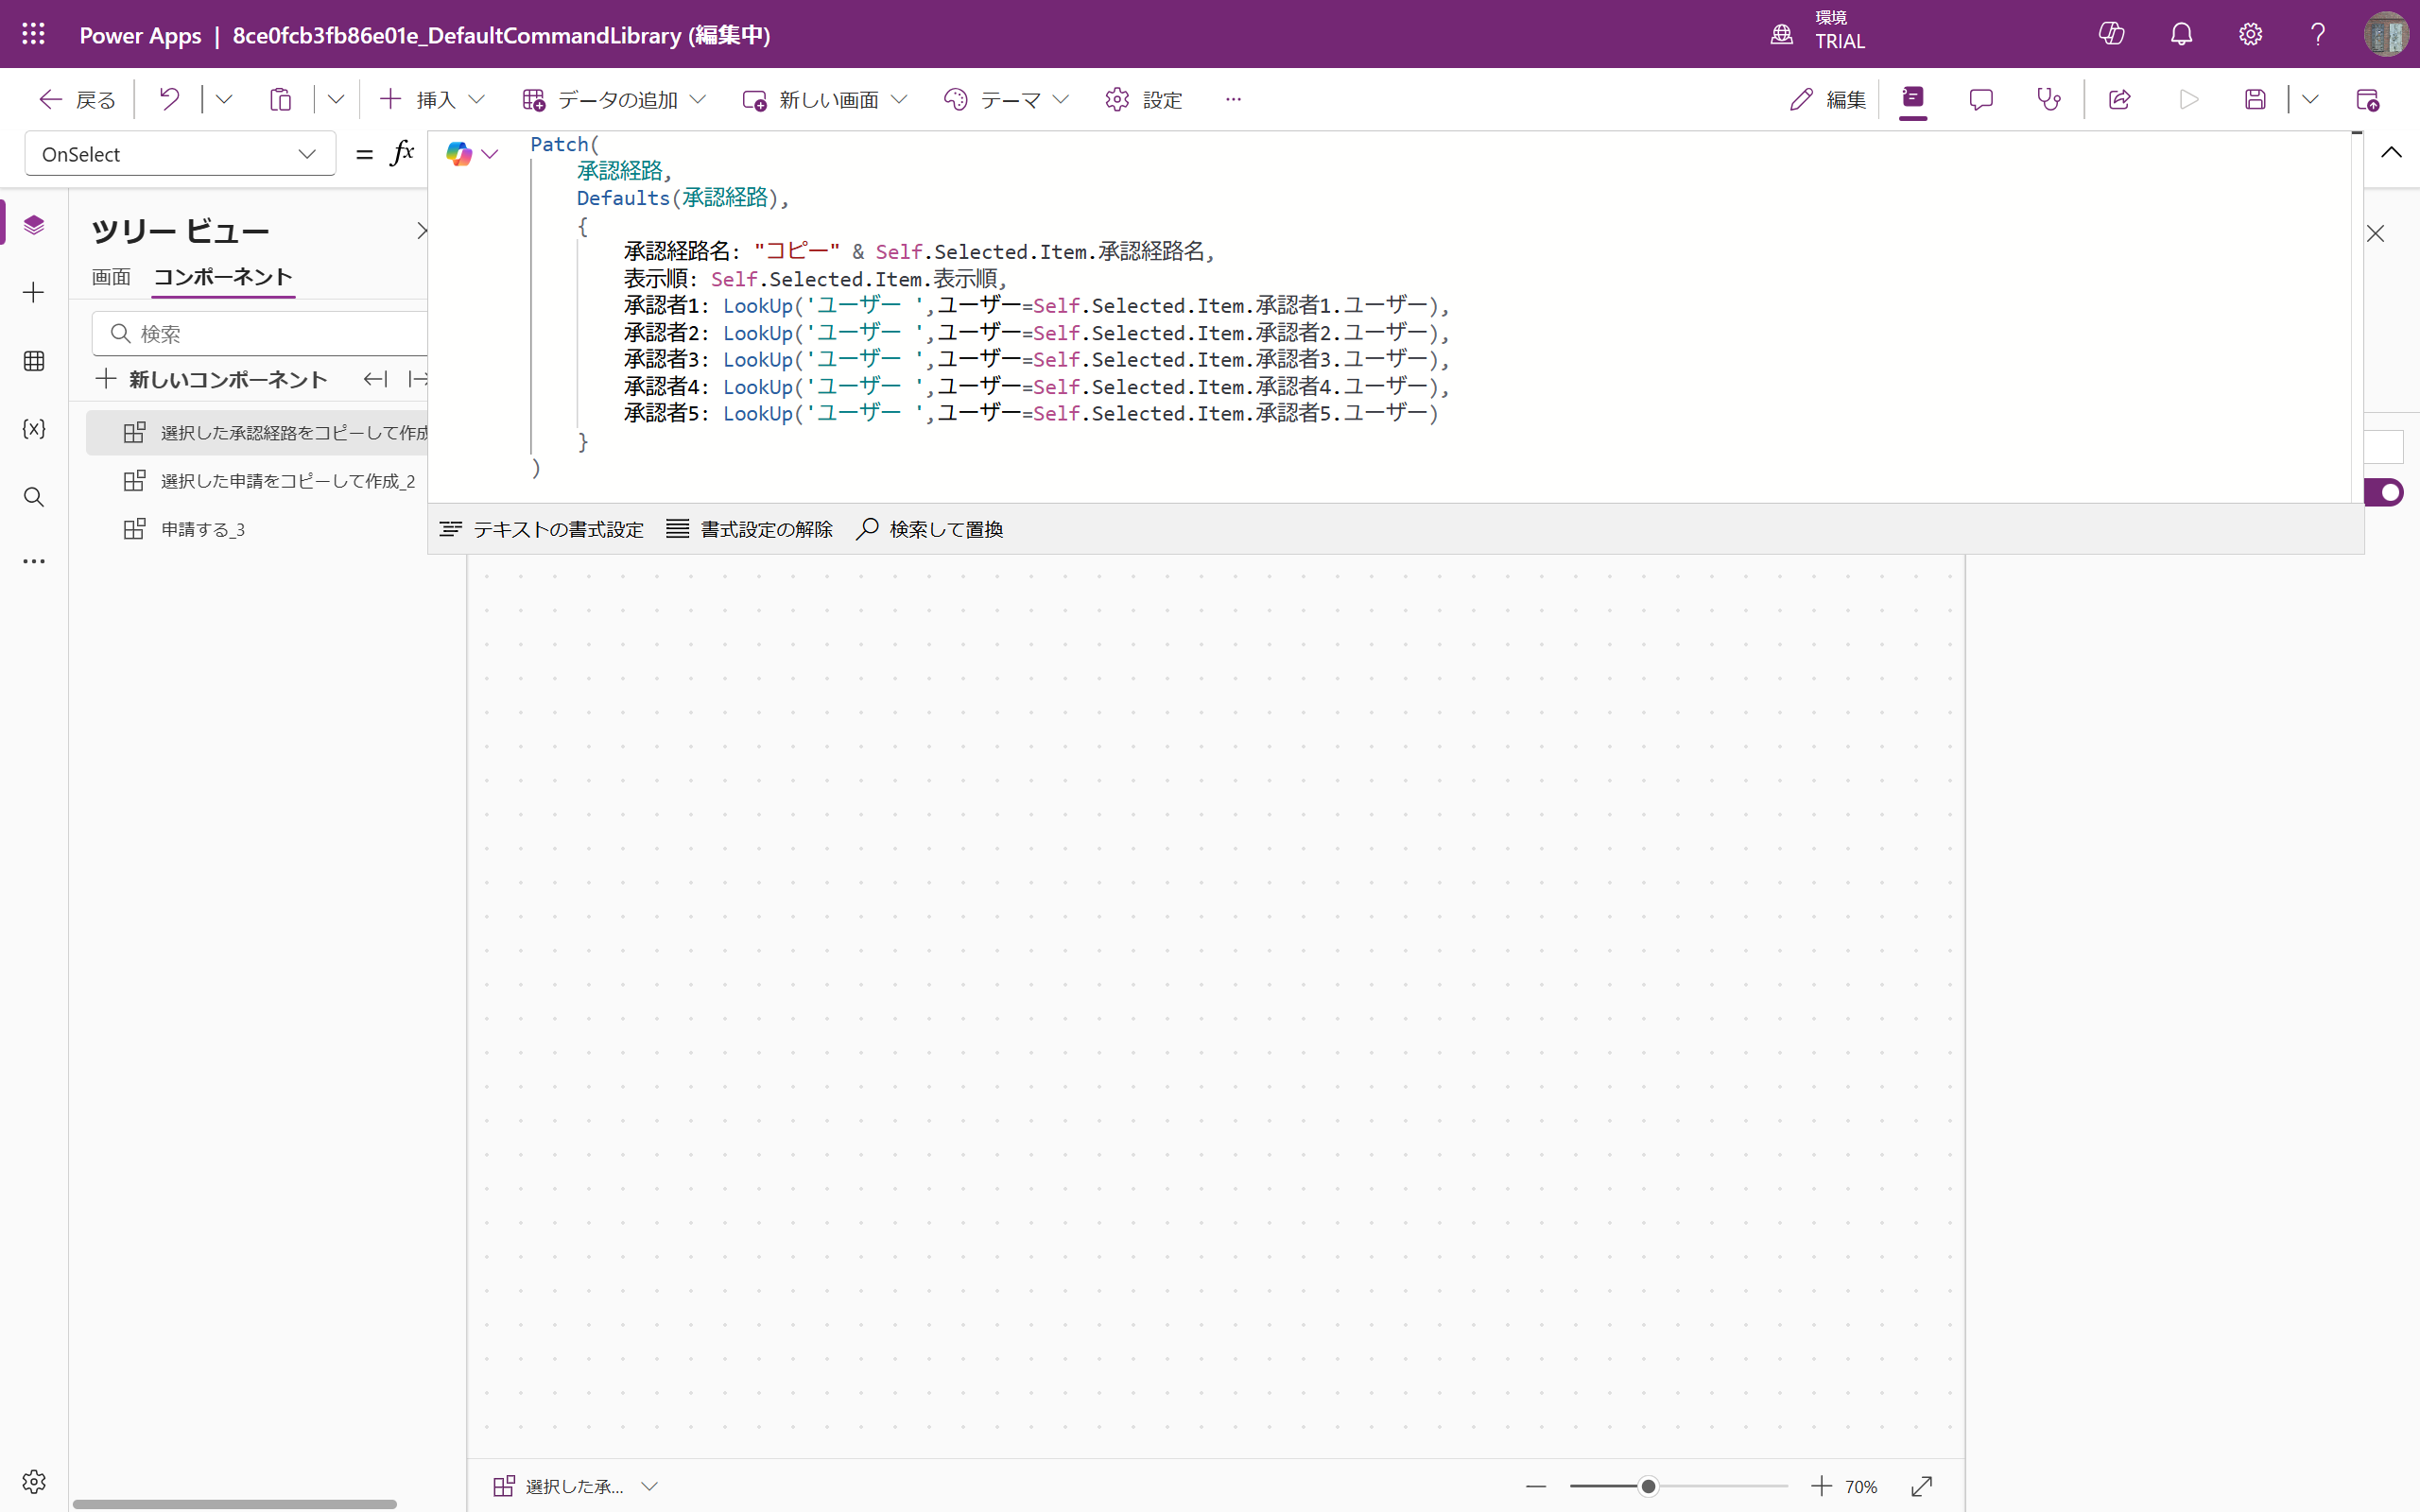 Power Apps | 8ce0fcb3fb86e01e_DefaultCommandLibrary (編集中)
環境
TRIAL
戻る
挿入
データの追加
新しい画面
テーマ
設定
編集
OnSelect
= fx
Patch(
承認経路,
Defaults(承認経路),
{
承認経路名: "コピー" & Self.Selected.Item.承認経路名,
表示順: Self.Selected.Item.表示順,
承認者1: LookUp('ユーザー ',ユーザー=Self.Selected.Item.承認者1.ユーザー),
承認者2: LookUp('ユーザー ',ユーザー=Self.Selected.Item.承認者2.ユーザー),
承認者3: LookUp('ユーザー ',ユーザー=Self.Selected.Item.承認者3.ユーザー),
承認者4: LookUp('ユーザー ',ユーザー=Self.Selected.Item.承認者4.ユーザー),
承認者5: LookUp('ユーザー ',ユーザー=Self.Selected.Item.承認者5.ユーザー)
}
)
テキストの書式設定
書式設定の解除
検索して置換
ツリー ビュー
画面
コンポーネント
検索
新しいコンポーネント
選択した承認経路をコピーして作成
選択した申請をコピーして作成_2
申請する_3
選択した承...
70%